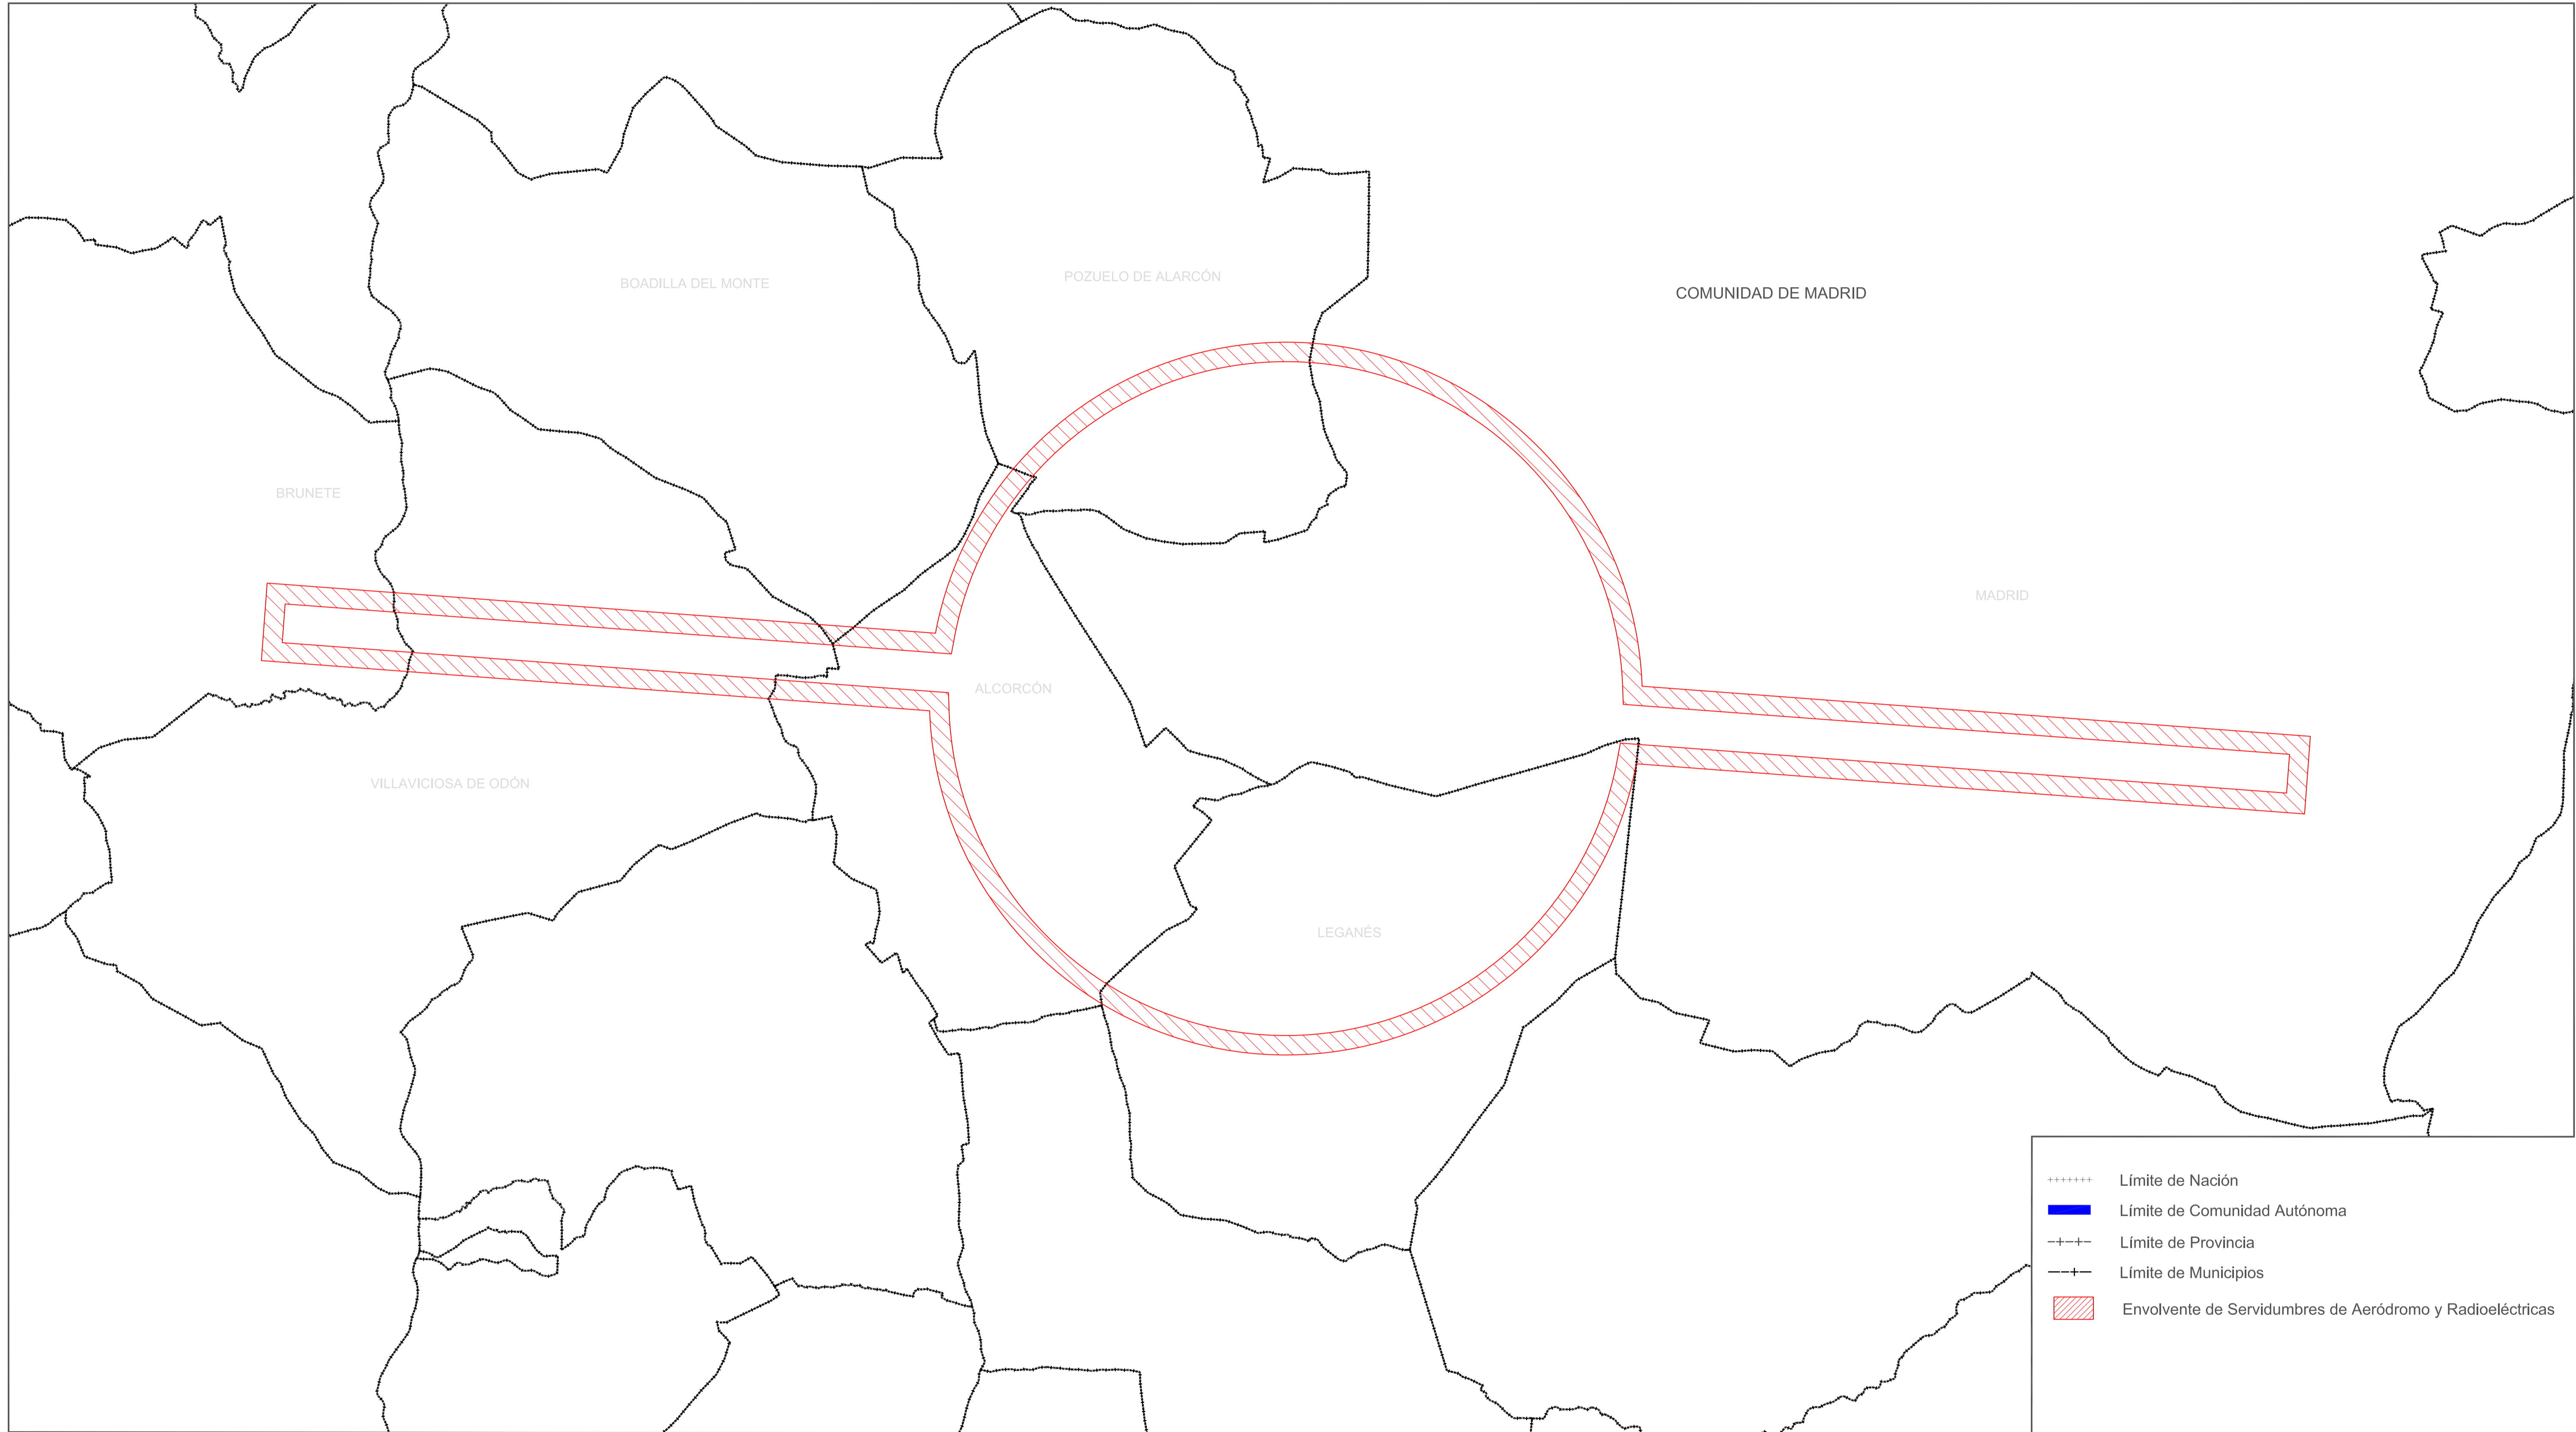 BOADILLA DEL MONTE
POZUELO DE ALARCÓN
COMUNIDAD DE MADRID
BRUNETE
MADRID
ALCORCÓN
VILLAVICIOSA DE ODÓN
LEGANÉS
Límite de Nación
Límite de Comunidad Autónoma
Límite de Provincia
Límite de Municipios
Envolvente de Servidumbres de Aeródromo y Radioeléctricas